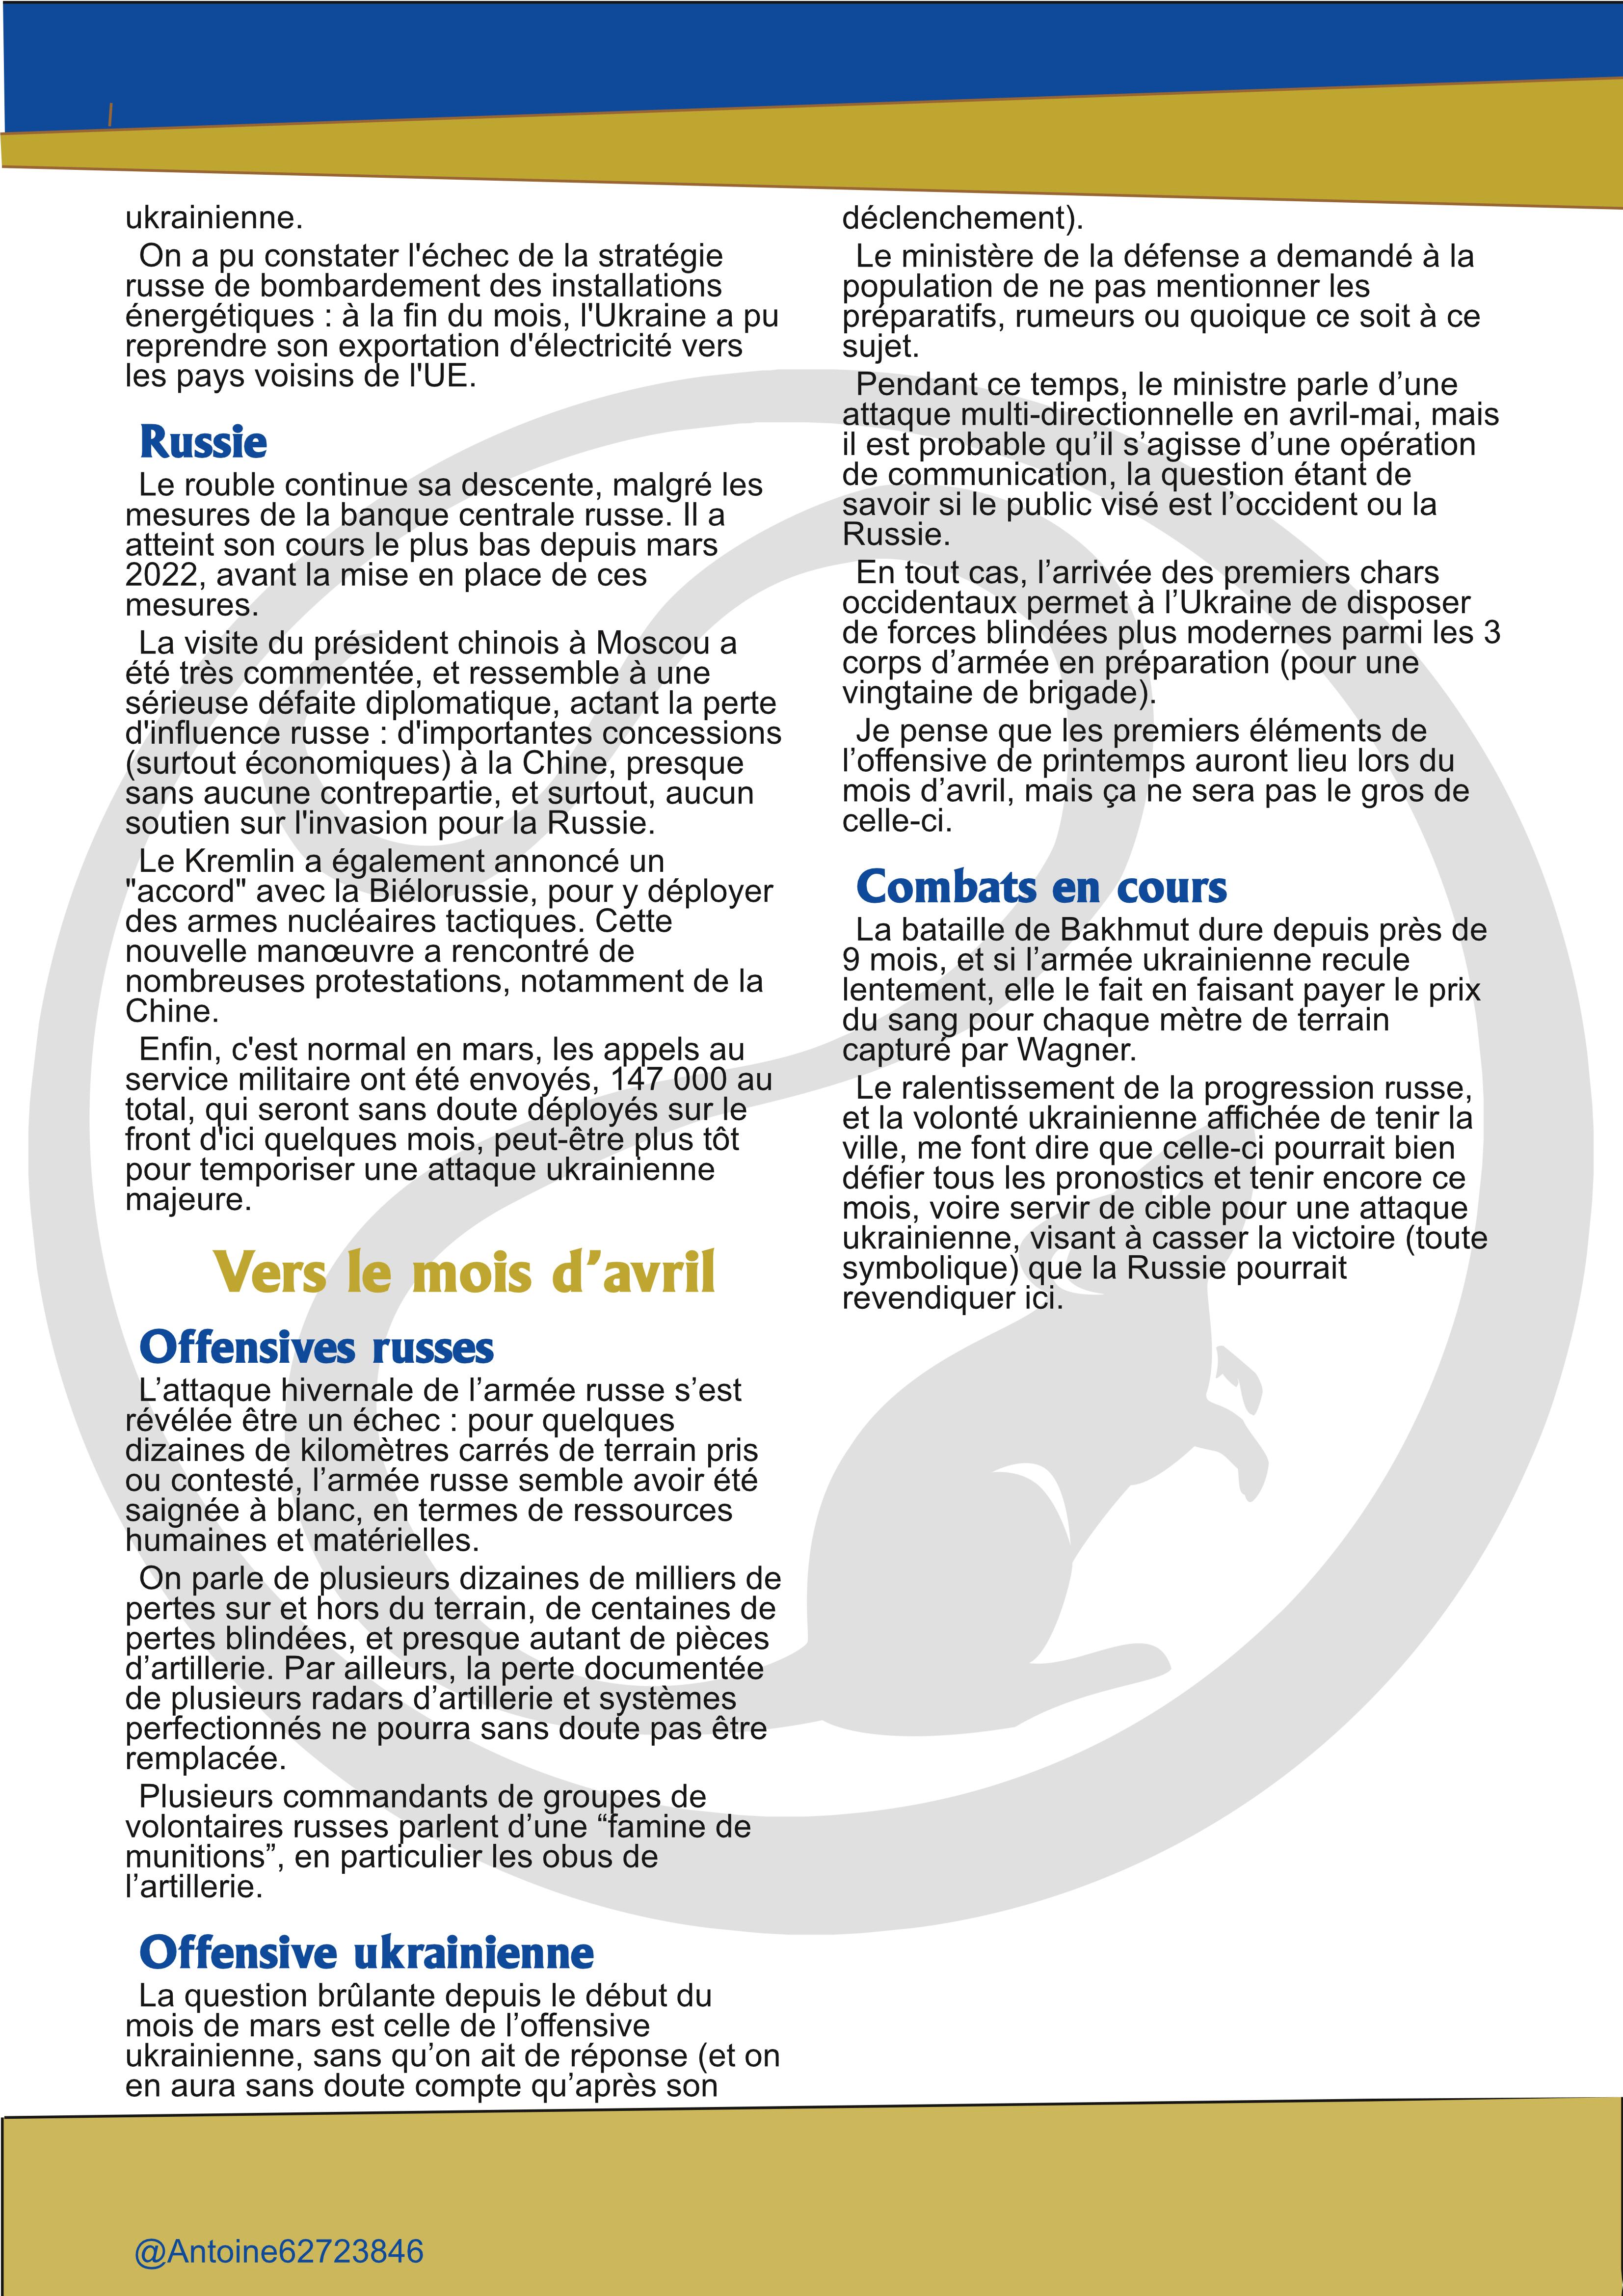 ukrainienne.
On a pu constater l'échec de la stratégie
russe de bombardement des installations
énergétiques : à la fin du mois, l'Ukraine a pu
reprendre son exportation d'électricité vers
les pays voisins de l'UE.
Russie
Le rouble continue sa descente, malgré les
mesures de la banque centrale russe. Il a
atteint son cours le plus bas depuis mars
2022, avant la mise en place de ces
mesures.
La visite du président chinois à Moscou a
été très commentée, et ressemble à une
sérieuse défaite diplomatique, actant la perte
d'influence russe : d'importantes concessions
(surtout économiques) à la Chine, presque
sans aucune contrepartie, et surtout, aucun
soutien sur l'invasion pour la Russie.
Le Kremlin a également annoncé un
"accord" avec la Biélorussie, pour y déployer
des armes nucléaires tactiques. Cette
nouvelle manœuvre a rencontré de
nombreuses protestations, notamment de la
Chine.
Enfin, c'est normal en mars, les appels au
service militaire ont été envoyés, 147 000 au
total, qui seront sans doute déployés sur le
front d'ici quelques mois, peut-être plus tôt
pour temporiser une attaque ukrainienne
majeure.
Vers le mois d’avril
Offensives russes
L’attaque hivernale de l’armée russe s’est
révélée être un échec : pour quelques
dizaines de kilomètres carrés de terrain pris
ou contesté, l’armée russe semble avoir été
saignée à blanc, en termes de ressources
humaines et matérielles.
On parle de plusieurs dizaines de milliers de
pertes sur et hors du terrain, de centaines de
pertes blindées, et presque autant de pièces
d’artillerie. Par ailleurs, la perte documentée
de plusieurs radars d’artillerie et systèmes
perfectionnés ne pourra sans doute pas être
remplacée.
Plusieurs commandants de groupes de
volontaires russes parlent d’une “famine de
munitions”, en particulier les obus de
l’artillerie.
Offensive ukrainienne
La question brûlante depuis le début du
mois de mars est celle de l’offensive
ukrainienne, sans qu’on ait de réponse (et on
en aura sans doute compte qu’après son
déclenchement).
Le ministère de la défense a demandé à la
population de ne pas mentionner les
préparatifs, rumeurs ou quoique ce soit à ce
sujet.
Pendant ce temps, le ministre parle d’une
attaque multi-directionnelle en avril-mai, mais
il est probable qu’il s’agisse d’une opération
de communication, la question étant de
savoir si le public visé est l’occident ou la
Russie.
En tout cas, l’arrivée des premiers chars
occidentaux permet à l’Ukraine de disposer
de forces blindées plus modernes parmi les 3
corps d’armée en préparation (pour une
vingtaine de brigade).
Je pense que les premiers éléments de
l’offensive de printemps auront lieu lors du
mois d’avril, mais ça ne sera pas le gros de
celle-ci.
Combats en cours
La bataille de Bakhmut dure depuis près de
9 mois, et si l’armée ukrainienne recule
lentement, elle le fait en faisant payer le prix
du sang pour chaque mètre de terrain
capturé par Wagner.
Le ralentissement de la progression russe,
et la volonté ukrainienne affichée de tenir la
ville, me font dire que celle-ci pourrait bien
défier tous les pronostics et tenir encore ce
mois, voire servir de cible pour une attaque
ukrainienne, visant à casser la victoire (toute
symbolique) que la Russie pourrait
revendiquer ici.
@Antoine62723846